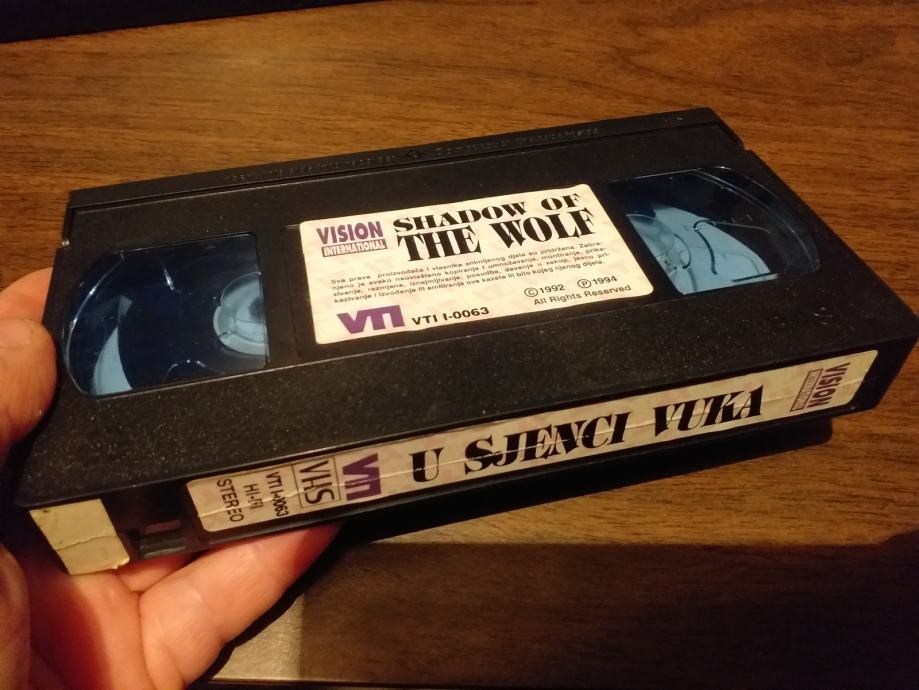 VISION
INTERNATIONAL
SHADOW OF
THE WOLF
Sva prava proizvođača i vlasnika snimljenog djela su pridržana. Zabra-
njeno je svako neovlašteno kopiranje i umnožavanje, montiranje, prika-
zivanje, razmjena, iznajmljivanje, posudba, davanje u zakup, javno pri-
kazivanje i izvođenje ili emitiranje ove kazete ili bilo kojeg njenog dijela.
©1992 ℗1994
All Rights Reserved
VTI VTI I-0063
VISION
INTERNATIONAL
U SJENCI VUKA
VTI
VHS
VTI I-0063
HI-FI
STEREO